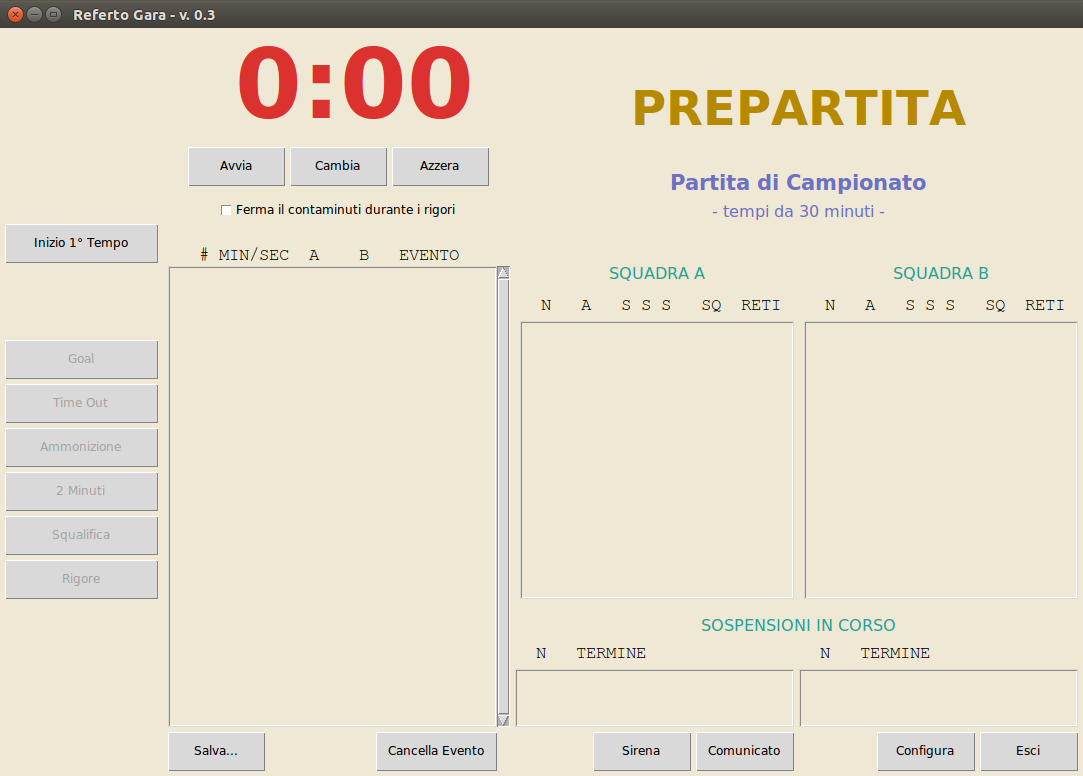 Referto Gara - v. 0.3
0:00
PREPARTITA
Avvia Cambia Azzera
Partita di Campionato
Ferma il contaminuti durante i rigori
- tempi da 30 minuti -
Inizio 1° Tempo
# MIN/SEC A B EVENTO
SQUADRA A
SQUADRA B
N A S S S SQ RETI
N A S S S SQ RETI
Goal
Time Out
Ammonizione
2 Minuti
Squalifica
Rigore
SOSPENSIONI IN CORSO
N TERMINE
N TERMINE
Salva... Cancella Evento Sirena Comunicato Configura Esci